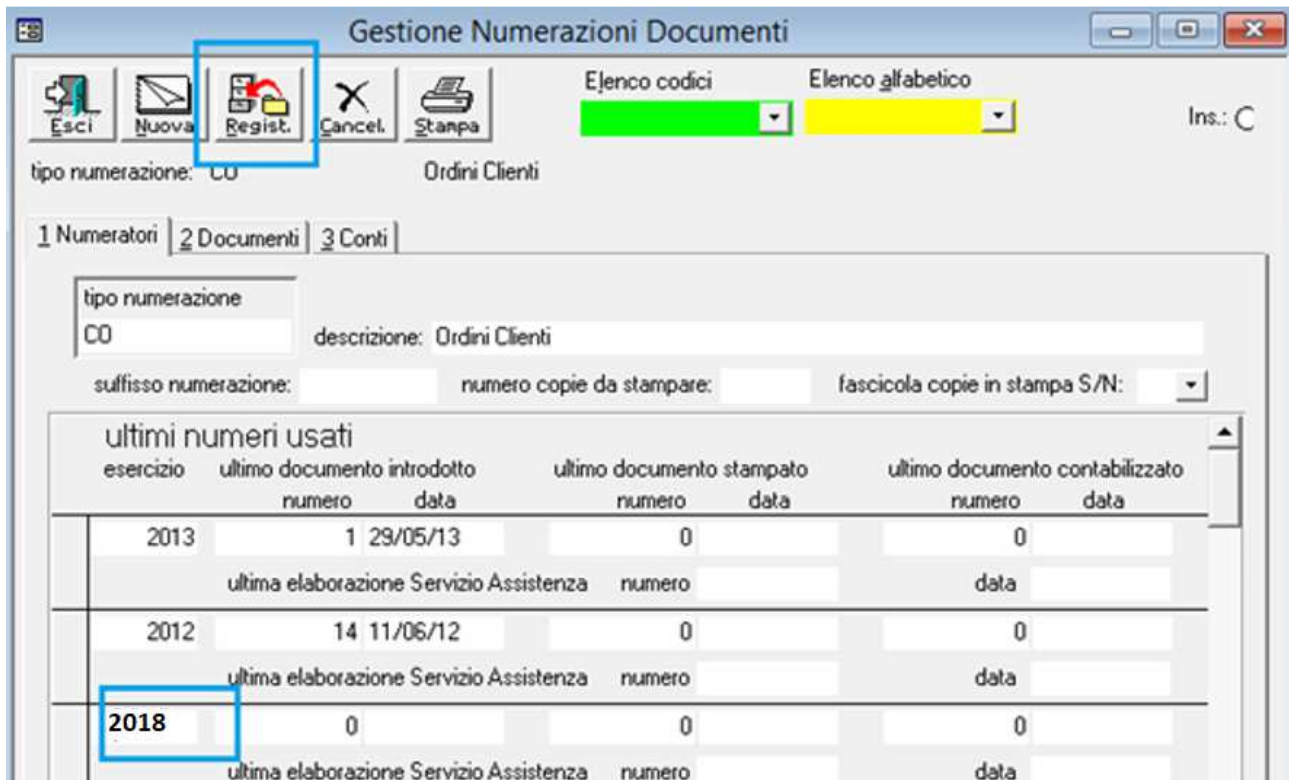 Gestione Numerazioni Documenti
Esci Nuova Regist. Cancel. Stampa
Elenco codici Elenco alfabetico Ins.:
tipo numerazione: CO Ordini Clienti
1 Numeratori 2 Documenti 3 Conti
tipo numerazione
CO descrizione: Ordini Clienti
suffisso numerazione: numero copie da stampare: fascicola copie in stampa S/N:
ultimi numeri usati
esercizio ultimo documento introdotto ultimo documento stampato ultimo documento contabilizzato
numero data numero data numero data
2013 1 29/05/13 0 0
ultima elaborazione Servizio Assistenza numero data
2012 14 11/06/12 0 0
ultima elaborazione Servizio Assistenza numero data
2018 0 0 0
ultima elaborazione Servizio Assistenza numero data